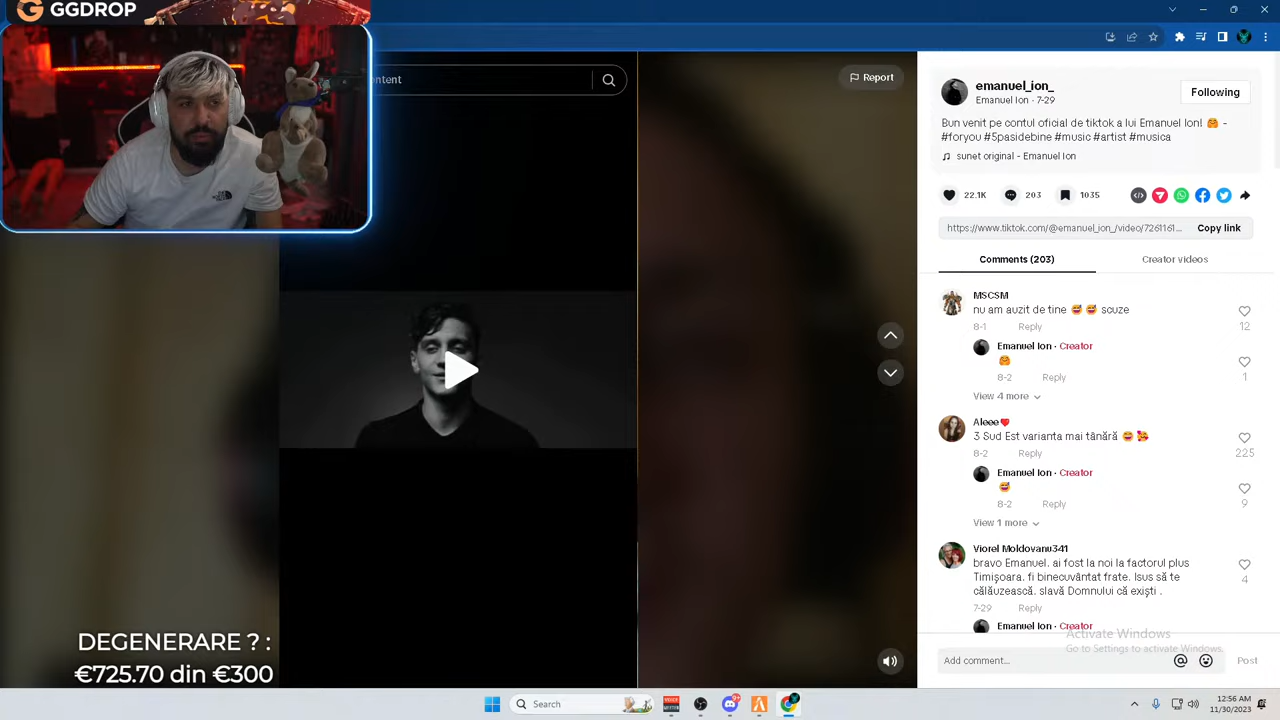 GGDROP
ntent
Report
emanuel_ion_
Emanuel Ion · 7-29
Following
Bun venit pe contul oficial de tiktok a lui Emanuel Ion! 🤗 -
#foryou #5pasidebine #music #artist #musica
sunet original - Emanuel Ion
22.1K
203
1035
https://www.tiktok.com/@emanuel_ion_/video/7261161...
Copy link
Comments (203)
Creator videos
MSCSM
nu am auzit de tine 😅 😅 scuze
8-1 Reply
12
Emanuel Ion · Creator
🤗
8-2 Reply
1
View 4 more
Aleee♥️
3 Sud Est varianta mai tânără 😂 🥰
8-2 Reply
225
Emanuel Ion · Creator
😅
8-2 Reply
9
View 1 more
Viorel Moldovanu341
bravo Emanuel. ai fost la noi la factorul plus
Timișoara. fi binecuvântat frate. Isus să te
călăuzească. slavă Domnului că exiști .
4
7-29 Reply
Emanuel Ion · Creator
Activate Windows
Go to Settings to activate Windows.
Add comment...
Post
DEGENERARE ? :
€725.70 din €300
Search
12:56 AM
11/30/2023